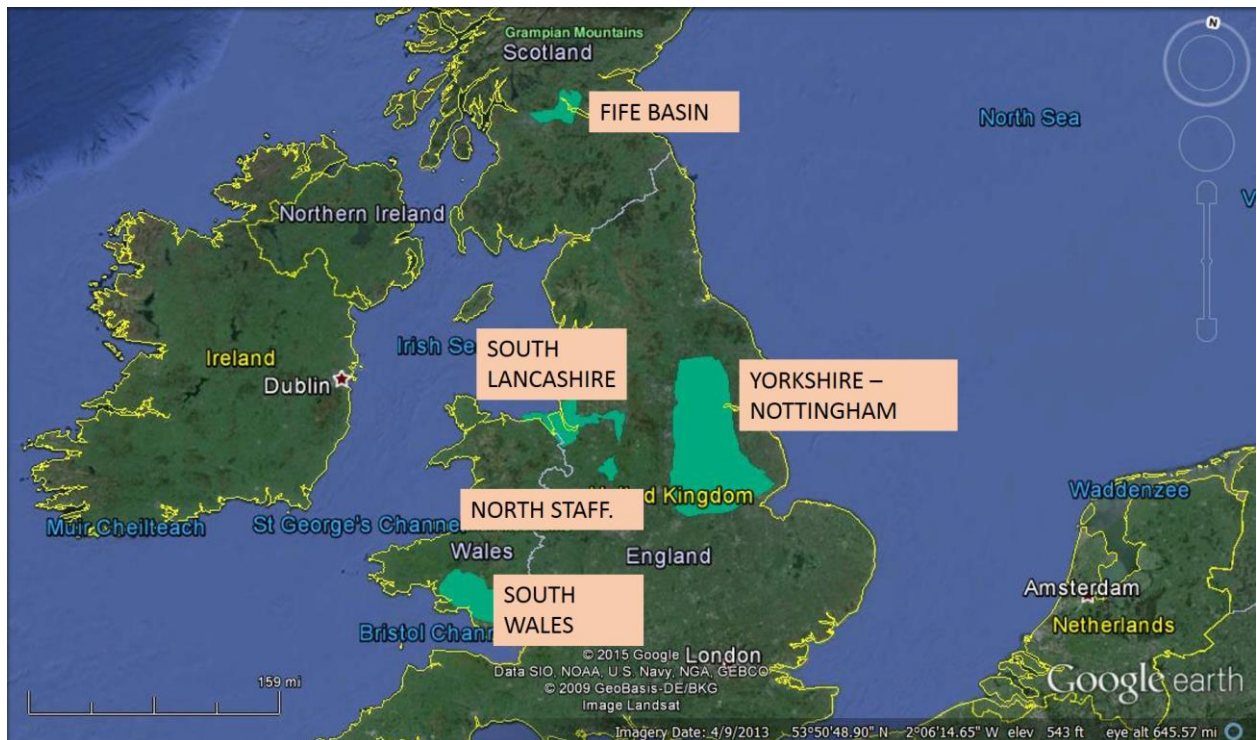 Grampian Mountains
Scotland
N
FIFE BASIN
North Sea
Northern Ireland
Irish Se
SOUTH
LANCASHIRE
YORKSHIRE –
NOTTINGHAM
Ireland
Dublin
d Kingdom
Waddenzee
NORTH STAFF.
Muir Cheilteach
St George's Channe
Wales
England
SOUTH
WALES
Amsterdam
Netherlands
Bristol Chann
London
© 2015 Google
Data SIO, NOAA, U.S. Navy, NGA, GEBCO
© 2009 GeoBasis-DE/BKG
Image Landsat
159 mi
Google earth
Imagery Date: 4/9/2013 53°50'48.90" N 2°06'14.65" W elev 543 ft eye alt 645.57 mi